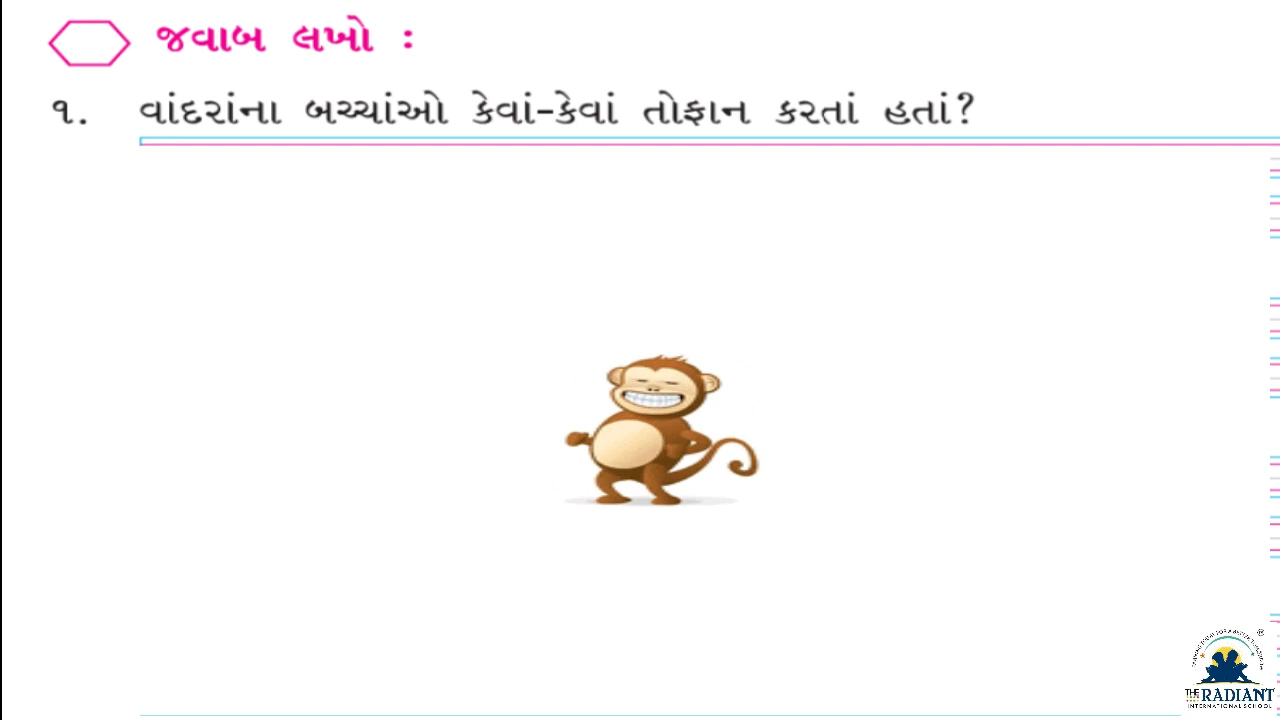 જવાબ લખો :
૧. વાંદરાંના બચ્ચાંઓ કેવાં-કેવાં તોફાન કરતાં હતાં?
®
THE RADIANT
INTERNATIONAL SCHOOL